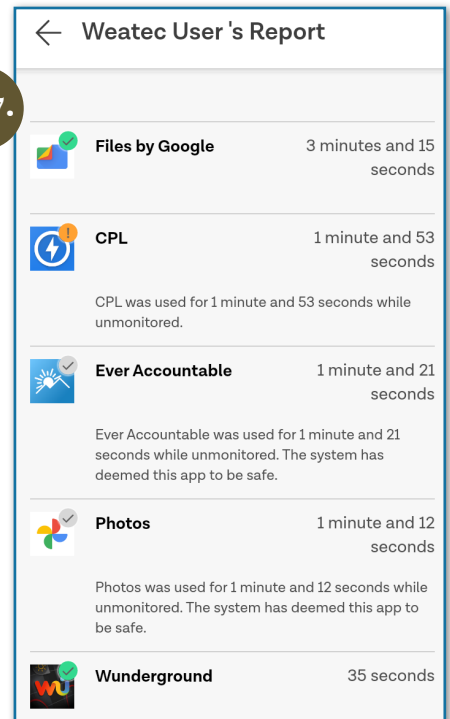 Weatec User 's Report
Files by Google
3 minutes and 15
seconds
CPL
1 minute and 53
seconds
CPL was used for 1 minute and 53 seconds while
unmonitored.
Ever Accountable
1 minute and 21
seconds
Ever Accountable was used for 1 minute and 21
seconds while unmonitored. The system has
deemed this app to be safe.
Photos
1 minute and 12
seconds
Photos was used for 1 minute and 12 seconds while
unmonitored. The system has deemed this app to
be safe.
wu
Wunderground
35 seconds